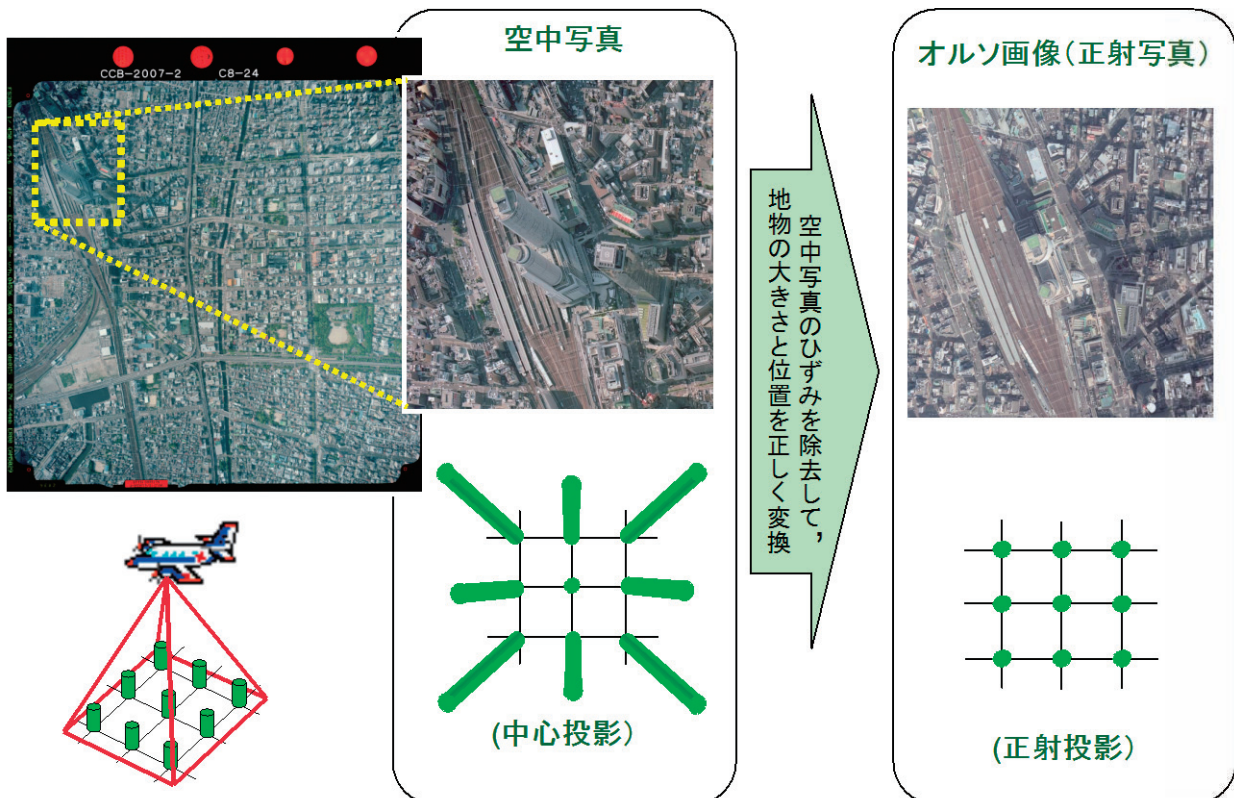 CCB-2007-2 C8-24
空中写真
(中心投影)
空中写真のひずみを除去して，
地物の大きさと位置を正しく変換
オルソ画像(正射写真)
(正射投影)